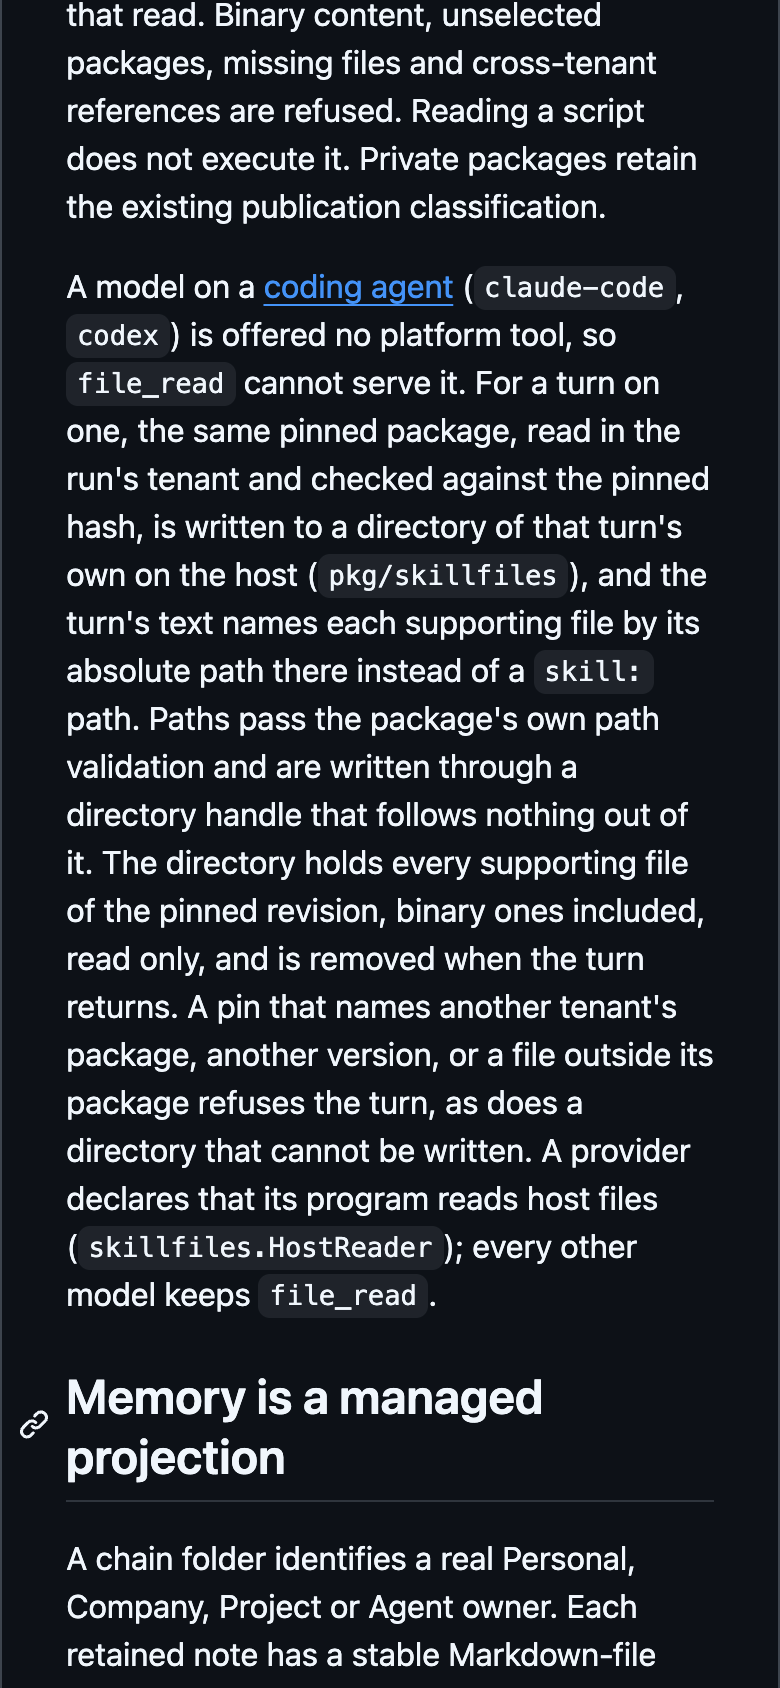 that read. Binary content, unselected
packages, missing files and cross-tenant
references are refused. Reading a script
does not execute it. Private packages retain
the existing publication classification.
A model on a coding agent (claude-code,
codex) is offered no platform tool, so
file_read cannot serve it. For a turn on
one, the same pinned package, read in the
run's tenant and checked against the pinned
hash, is written to a directory of that turn's
own on the host (pkg/skillfiles), and the
turn's text names each supporting file by its
absolute path there instead of a skill:
path. Paths pass the package's own path
validation and are written through a
directory handle that follows nothing out of
it. The directory holds every supporting file
of the pinned revision, binary ones included,
read only, and is removed when the turn
returns. A pin that names another tenant's
package, another version, or a file outside its
package refuses the turn, as does a
directory that cannot be written. A provider
declares that its program reads host files
(skillfiles.HostReader); every other
model keeps file_read.
Memory is a managed
projection
A chain folder identifies a real Personal,
Company, Project or Agent owner. Each
retained note has a stable Markdown-file